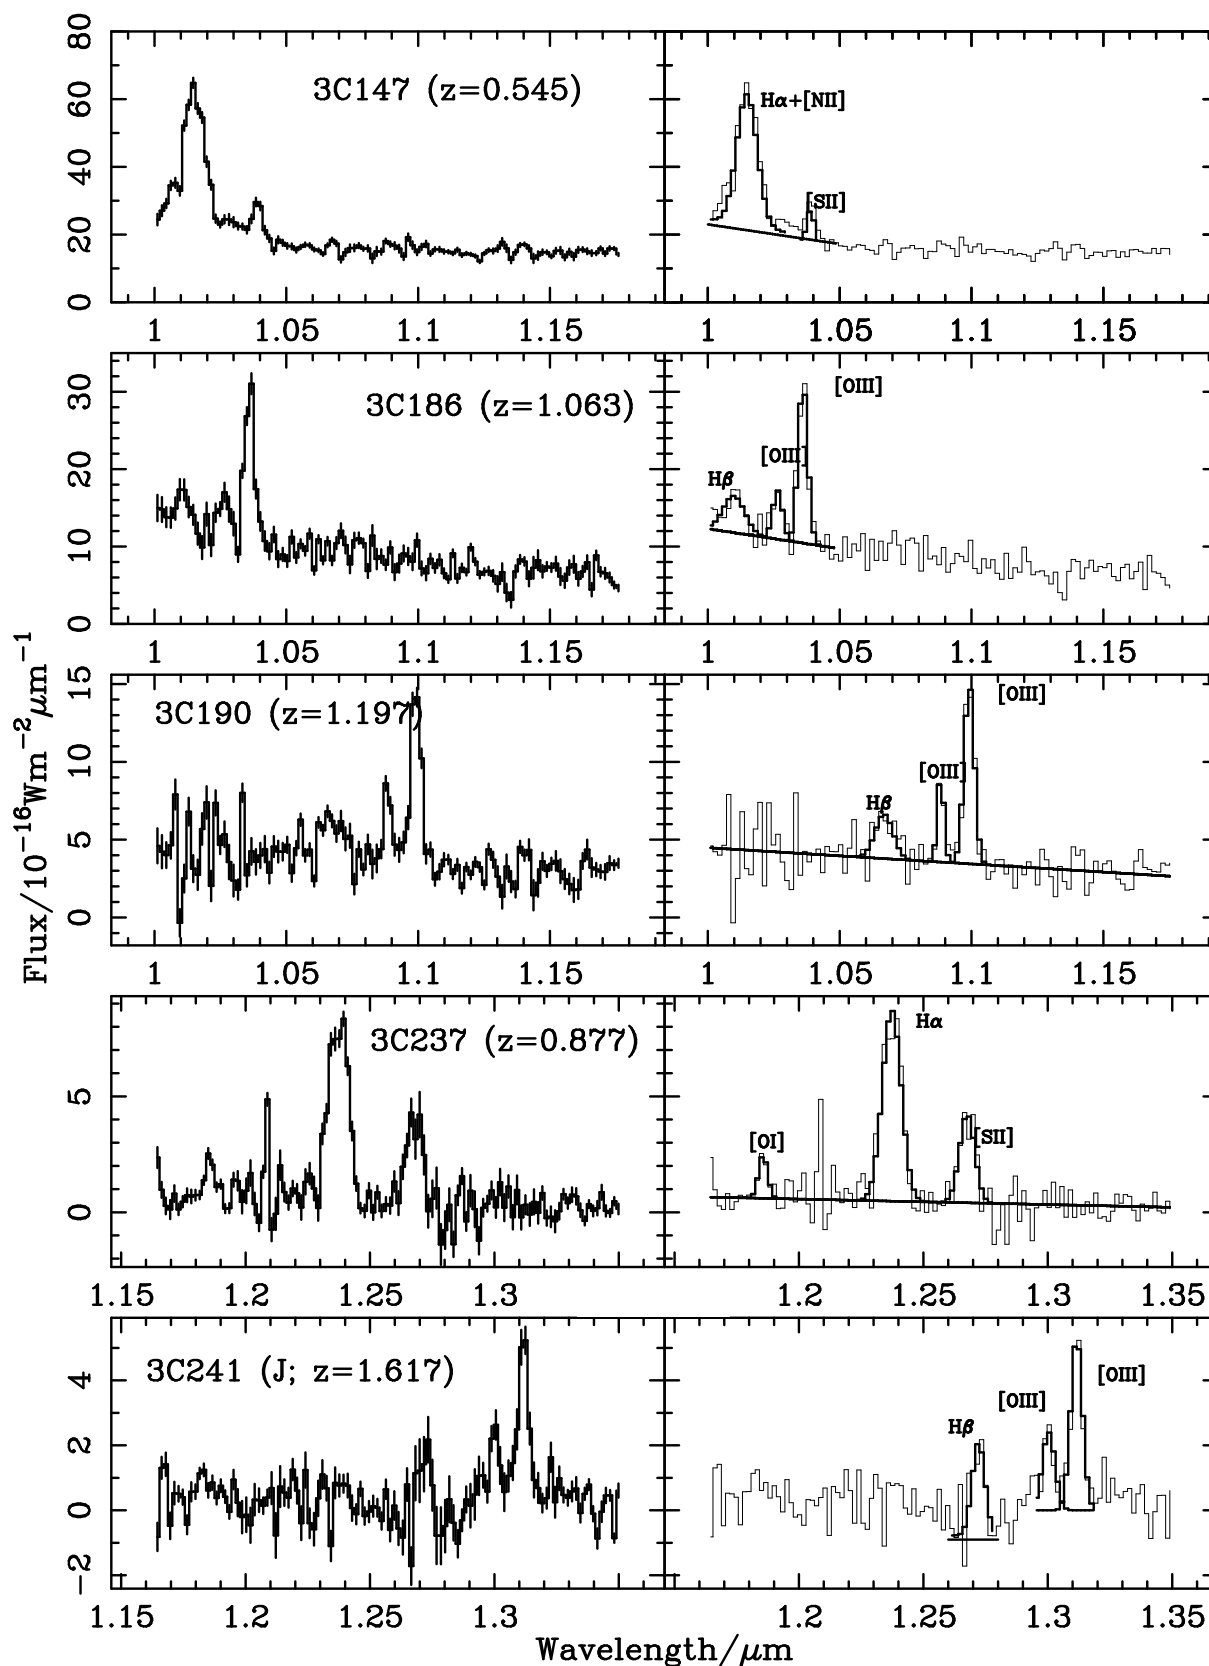 80
60
40
20
0
3C147 (z=0.545)
Hα+[NII]
[SII]
1 1.05 1.1 1.15 1 1.05 1.1 1.15
30
20
10
0
3C186 (z=1.063)
[OIII]
[OIII]
Hβ
1 1.05 1.1 1.15 1 1.05 1.1 1.15
Flux/10⁻¹⁶Wm⁻²μm⁻¹
15
10
5
0
3C190 (z=1.197)
[OIII]
[OIII]
Hβ
1 1.05 1.1 1.15 1 1.05 1.1 1.15
5
0
3C237 (z=0.877)
Hα
[OI]
[SII]
1.15 1.2 1.25 1.3 1.2 1.25 1.3 1.35
4
2
0
−2
3C241 (J; z=1.617)
[OIII]
[OIII]
Hβ
1.15 1.2 1.25 1.3 1.2 1.25 1.3 1.35
Wavelength/μm